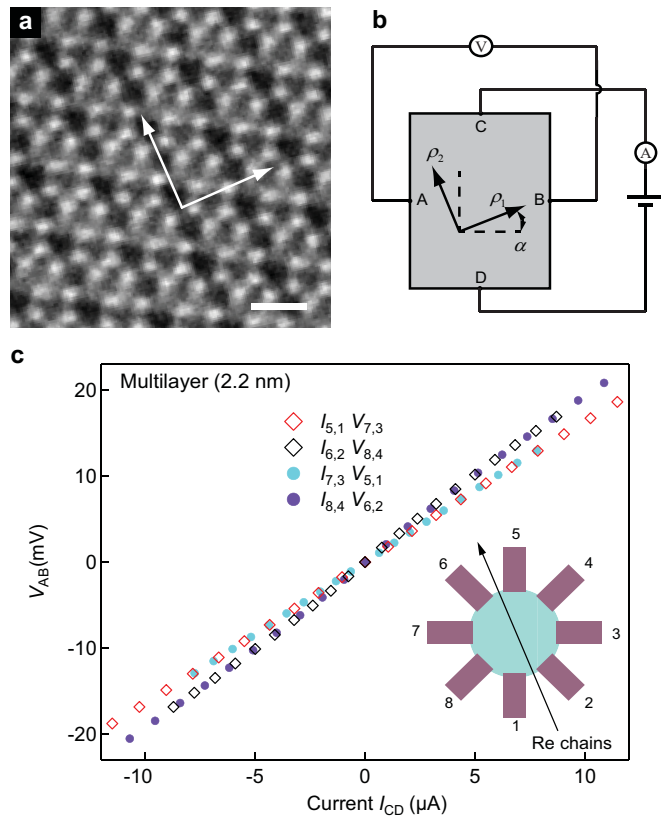 a
b
V
C
ρ₂
A
ρ₁
B
A
α
D
c
Multilayer (2.2 nm)
20
I₅,₁ V₇,₃
I₆,₂ V₈,₄
I₇,₃ V₅,₁
I₈,₄ V₆,₂
10
V_AB(mV)
0
5
6
4
-10
7
3
8
2
-20
1
Re chains
-10
-5
0
5
10
Current I_CD (µA)